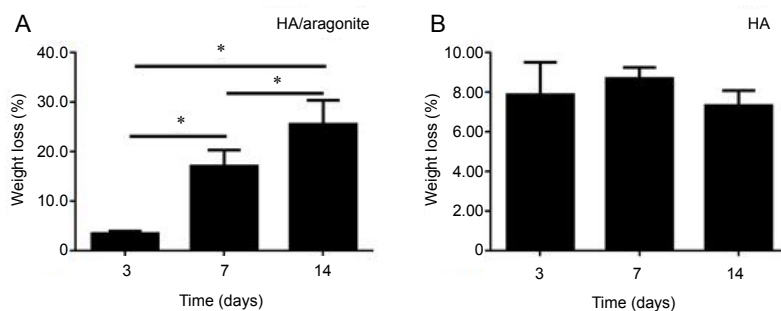 A
HA/aragonite
40.0
30.0
20.0
10.0
0
Weight loss (%)
*
*
*
3 7 14
Time (days)
B
HA
10.00
8.00
6.00
4.00
2.00
0.00
Weight loss (%)
3 7 14
Time (days)